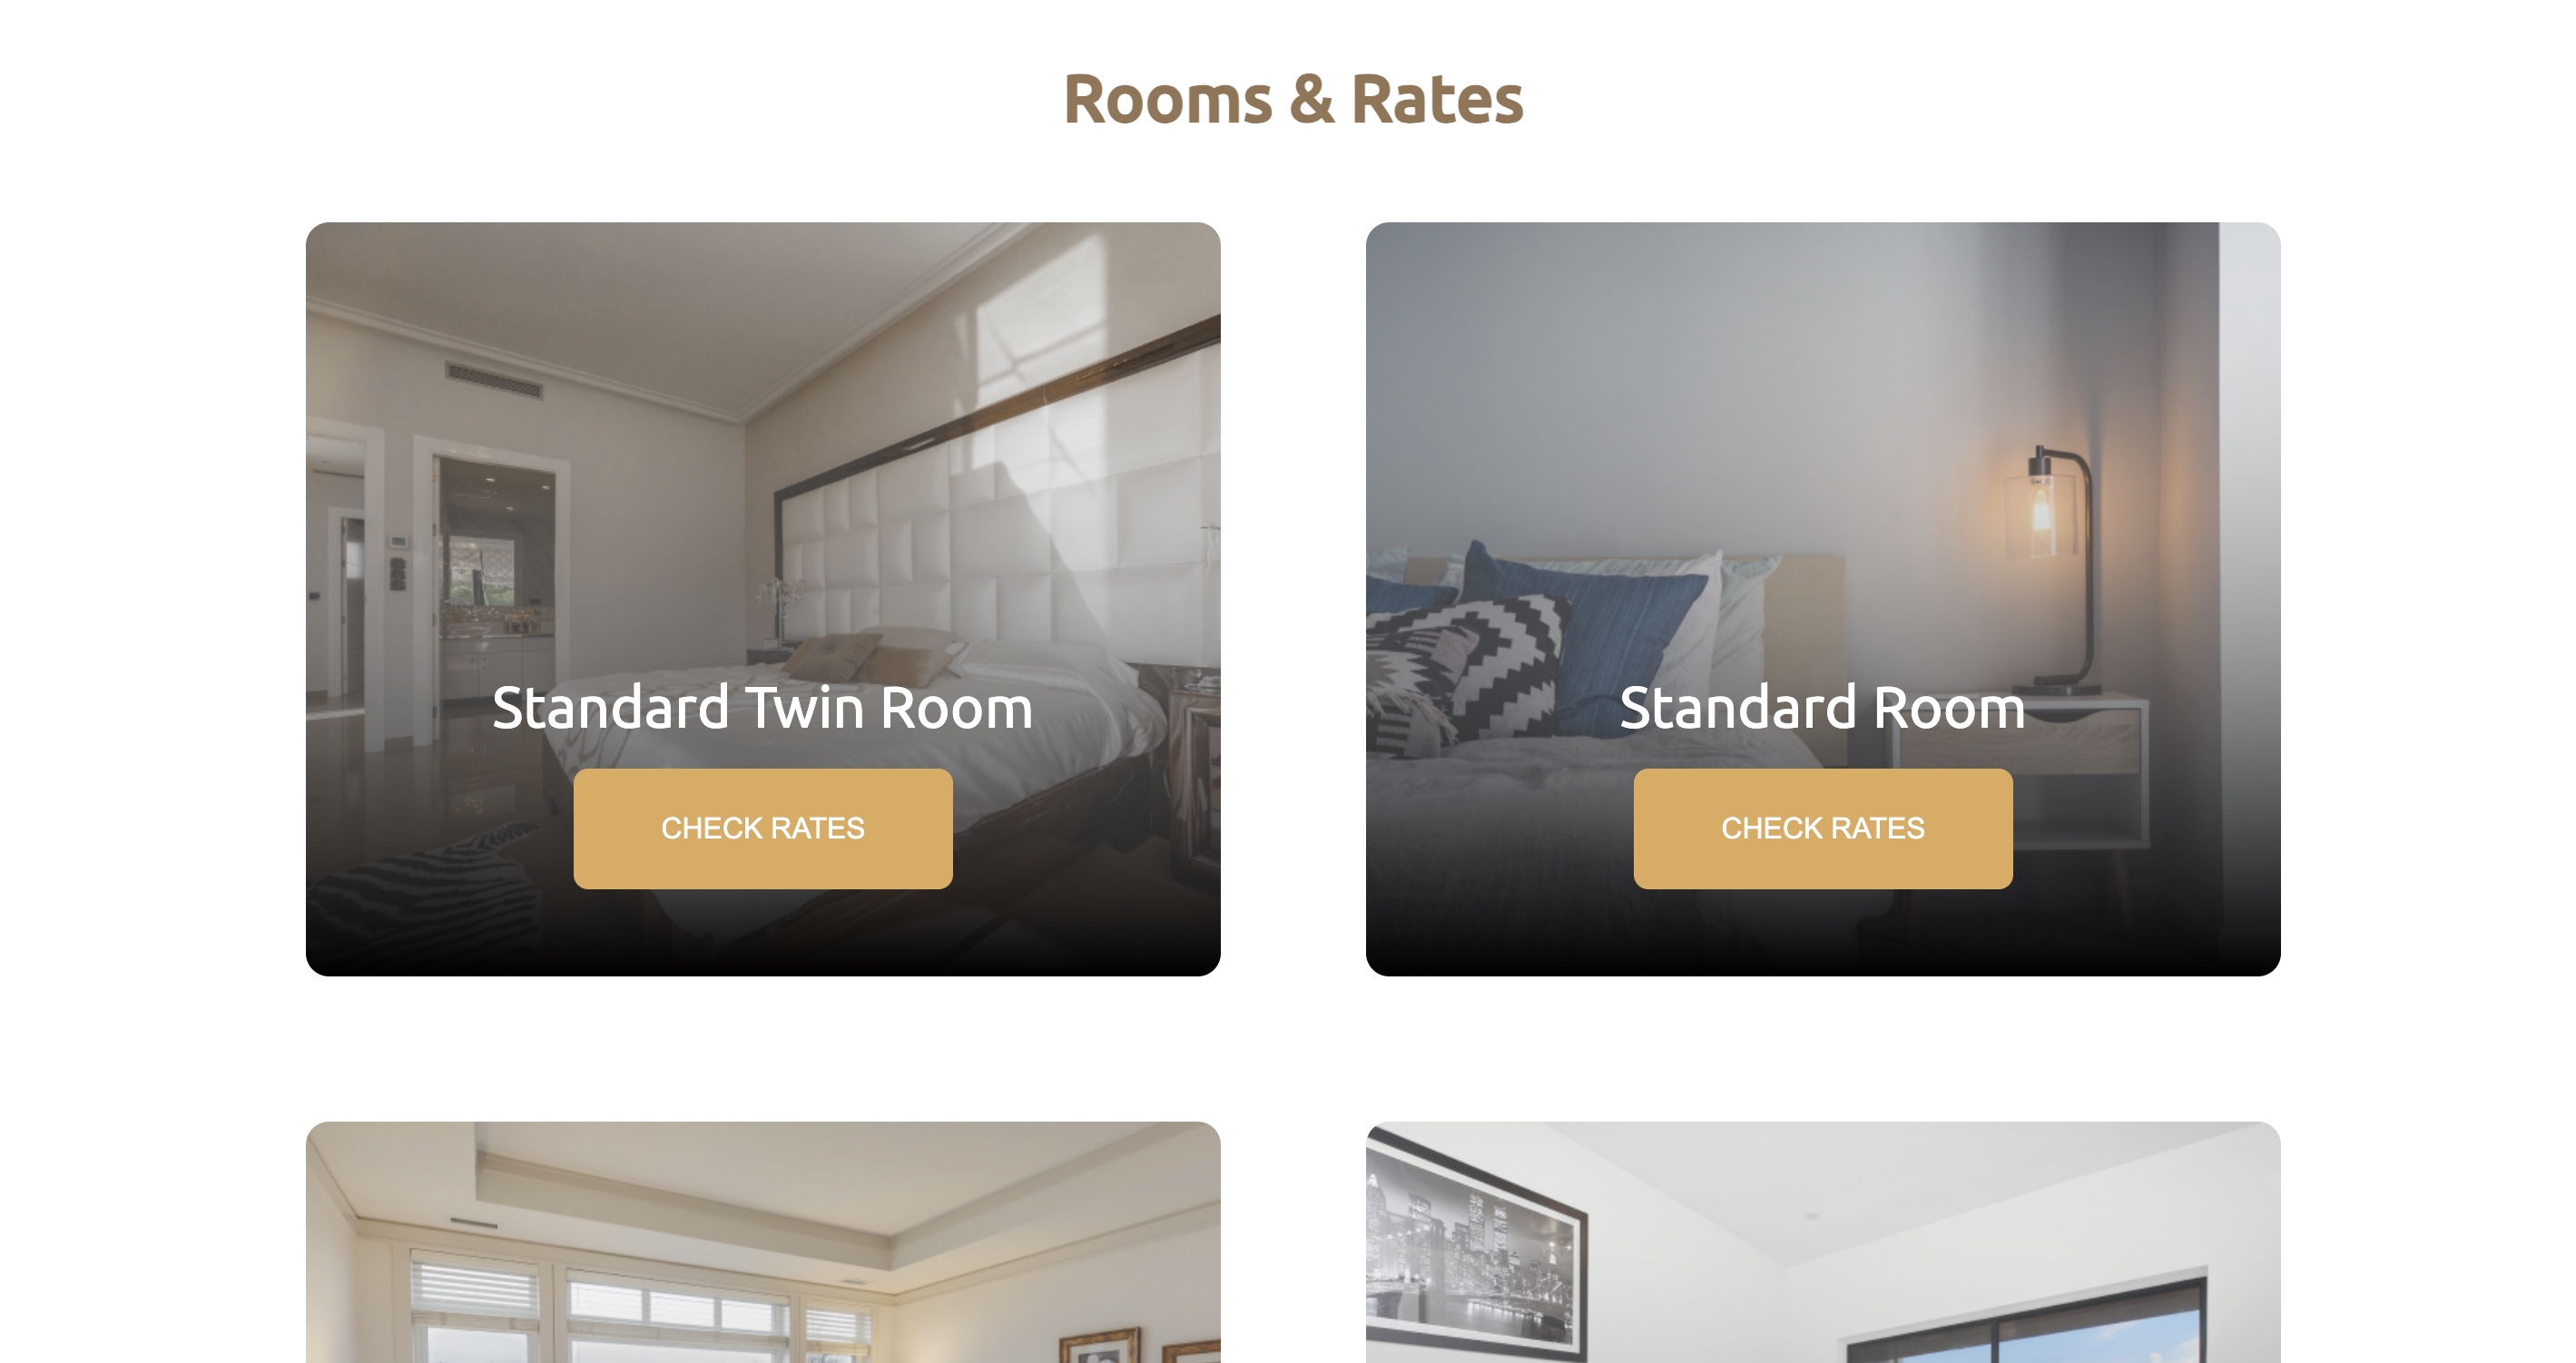 Rooms & Rates
Standard Twin Room
CHECK RATES
Standard Room
CHECK RATES